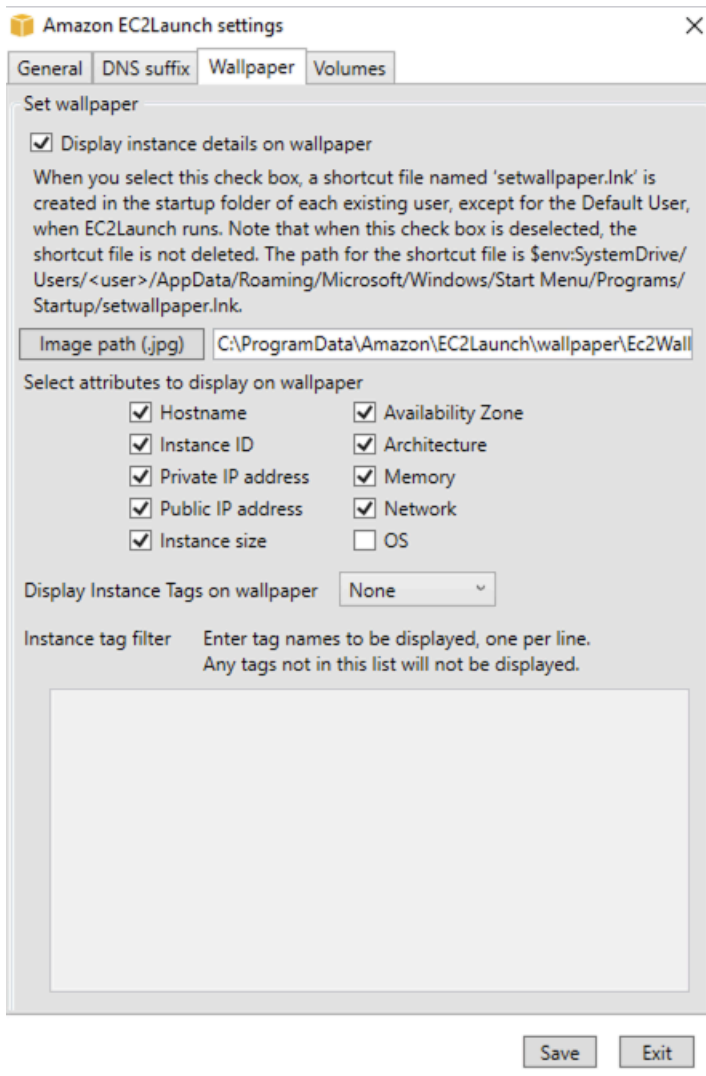 Amazon EC2Launch settings
General DNS suffix Wallpaper Volumes
Set wallpaper
Display instance details on wallpaper
When you select this check box, a shortcut file named 'setwallpaper.lnk' is
created in the startup folder of each existing user, except for the Default User,
when EC2Launch runs. Note that when this check box is deselected, the
shortcut file is not deleted. The path for the shortcut file is $env:SystemDrive/
Users/<user>/AppData/Roaming/Microsoft/Windows/Start Menu/Programs/
Startup/setwallpaper.lnk.
Image path (.jpg) C:\ProgramData\Amazon\EC2Launch\wallpaper\Ec2Wall
Select attributes to display on wallpaper
Hostname Availability Zone
Instance ID Architecture
Private IP address Memory
Public IP address Network
Instance size OS
Display Instance Tags on wallpaper None
Instance tag filter Enter tag names to be displayed, one per line.
Any tags not in this list will not be displayed.
Save Exit